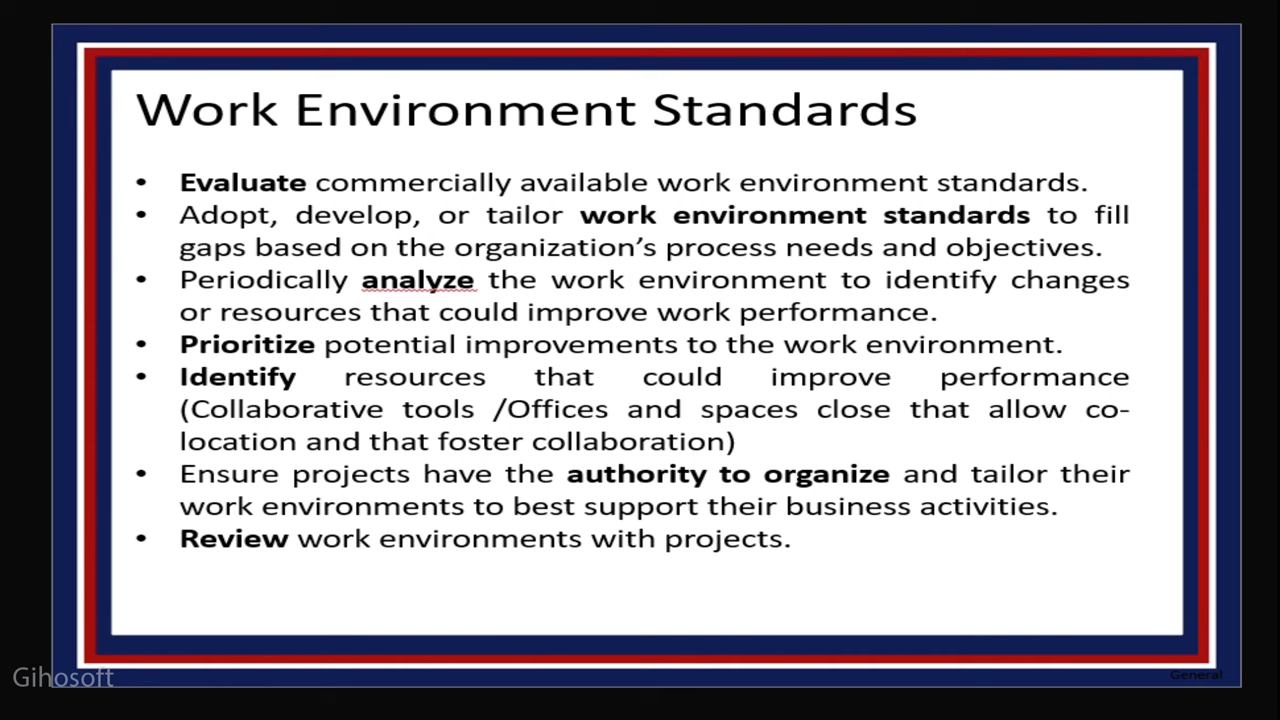 Work Environment Standards
• Evaluate commercially available work environment standards.
• Adopt, develop, or tailor work environment standards to fill
gaps based on the organization’s process needs and objectives.
• Periodically analyze the work environment to identify changes
or resources that could improve work performance.
• Prioritize potential improvements to the work environment.
• Identify resources that could improve performance
(Collaborative tools /Offices and spaces close that allow co-
location and that foster collaboration)
• Ensure projects have the authority to organize and tailor their
work environments to best support their business activities.
• Review work environments with projects.
Gihosoft
General